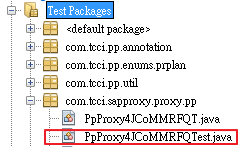 Test Packages
<default package>
com.tcci.pp.annotation
com.tcci.pp.enums.prplan
com.tcci.pp.util
com.tcci.sapproxy.proxy.pp
PpProxy4JCoMMRFQT.java
PpProxy4JCoMMRFQTest.java